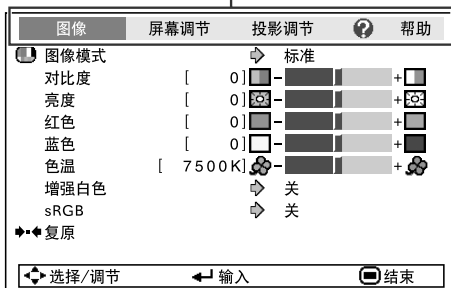 图像 屏幕调节 投影调节 ? 帮助
图像模式 标准
对比度 [ 0] - +
亮度 [ 0] - +
红色 [ 0] - +
蓝色 [ 0] - +
色温 [ 7500K] - +
增强白色 关
sRGB 关
复原
选择/调节 输入 结束